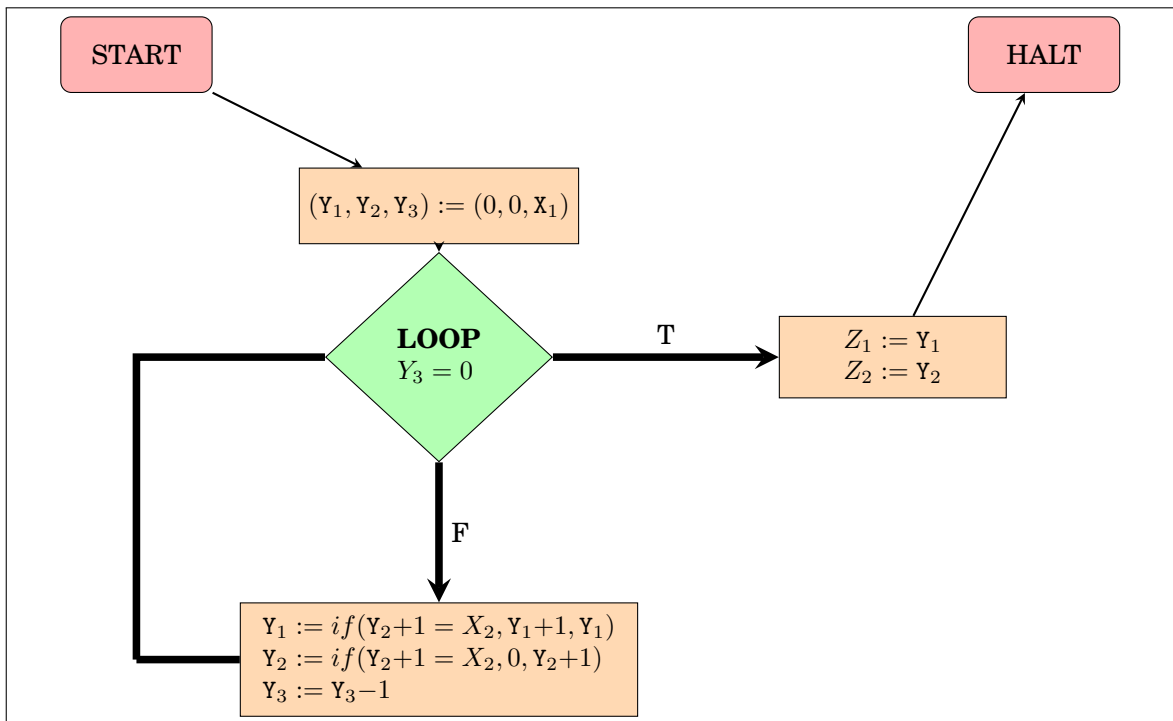 START
HALT
(Y₁, Y₂, Y₃) := (0, 0, X₁)
LOOP
Y₃ = 0
T
Z₁ := Y₁
Z₂ := Y₂
F
Y₁ := if(Y₂+1 = X₂, Y₁+1, Y₁)
Y₂ := if(Y₂+1 = X₂, 0, Y₂+1)
Y₃ := Y₃−1